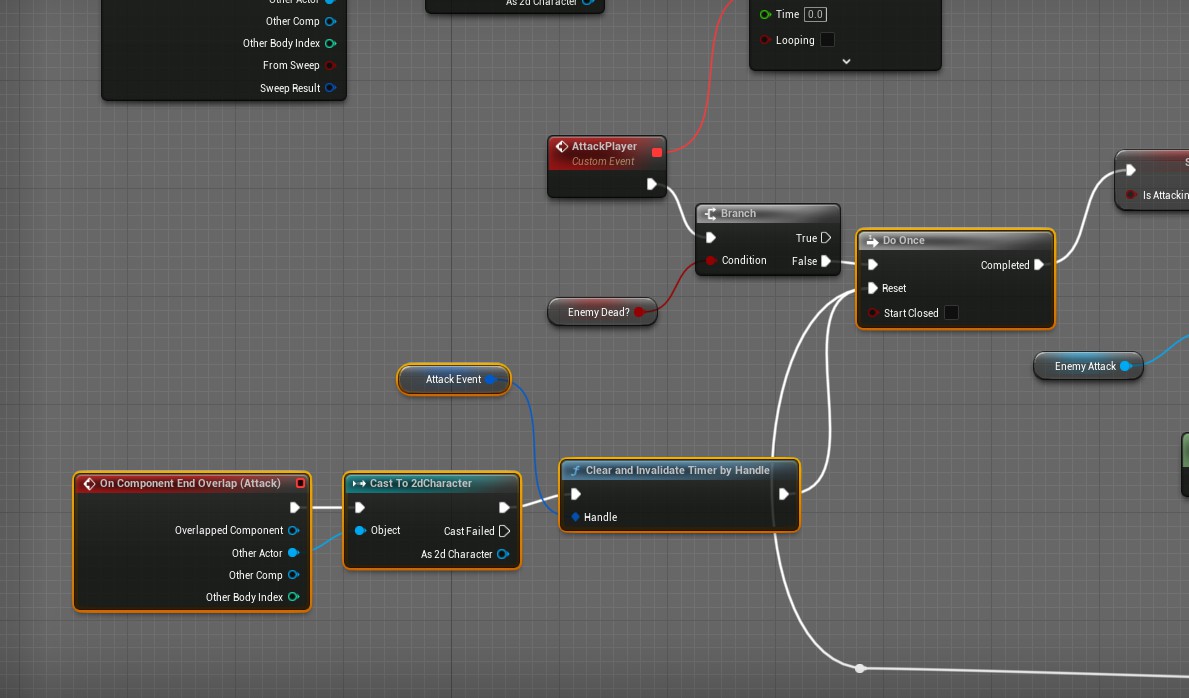 Other Actor
Other Comp
Other Body Index
From Sweep
Sweep Result
As 2d Character
Time 0.0
Looping
AttackPlayer
Custom Event
Branch
True
Condition False
Enemy Dead?
Do Once
Completed
Reset
Start Closed
Is Attackin
Enemy Attack
Attack Event
On Component End Overlap (Attack)
Overlapped Component
Other Actor
Other Comp
Other Body Index
Cast To 2dCharacter
Object Cast Failed
As 2d Character
f Clear and Invalidate Timer by Handle
Handle